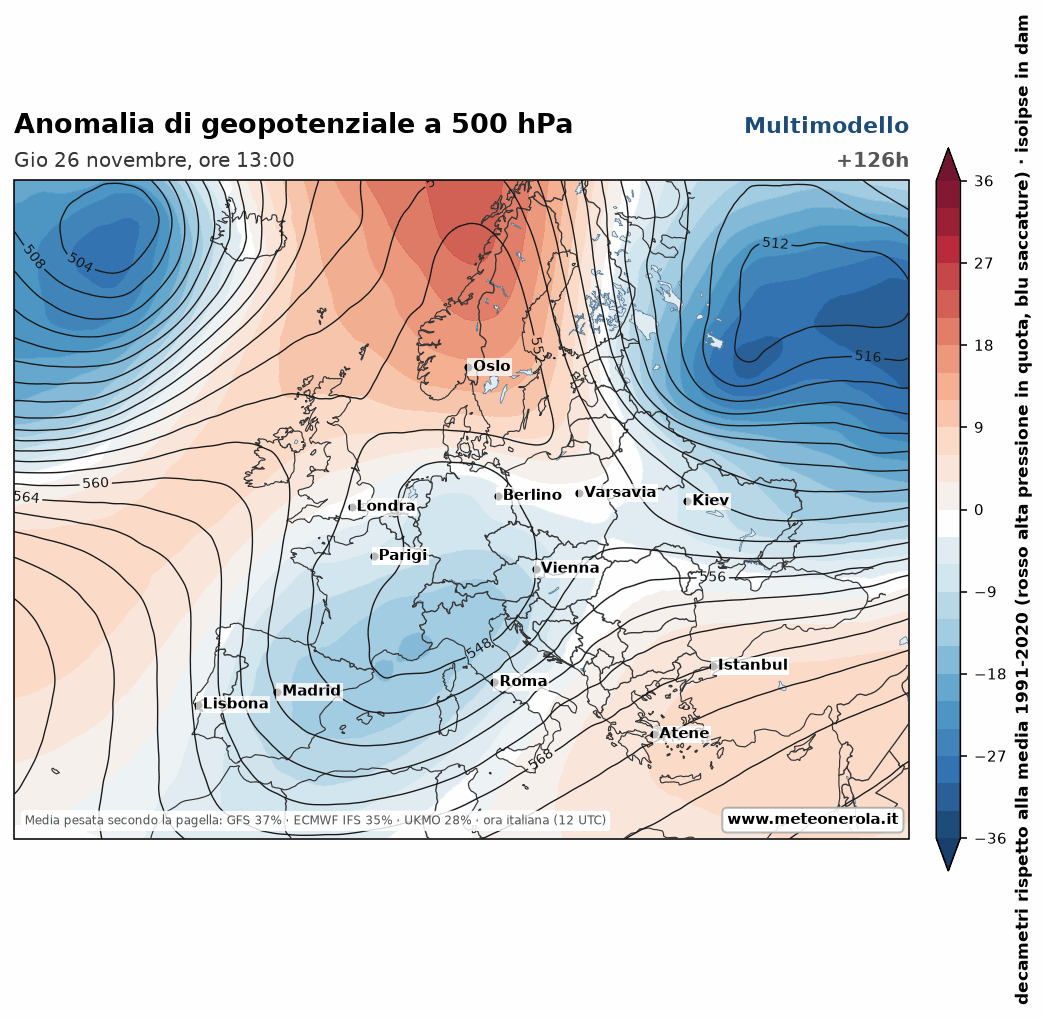 Anomalia di geopotenziale a 500 hPa
Multimodello
Gio 26 novembre, ore 13:00
+126h
36
27
18
9
0
−9
−18
−27
−36
decametri rispetto alla media 1991-2020 (rosso alta pressione in quota, blu saccature) · isoipse in dam
508
504
512
516
Oslo
560
564
Londra
Berlino
Varsavia
Kiev
Parigi
Vienna
556
548
Istanbul
Madrid
Roma
Lisbona
Atene
568
Media pesata secondo la pagella: GFS 37% · ECMWF IFS 35% · UKMO 28% · ora italiana (12 UTC)
www.meteonerola.it